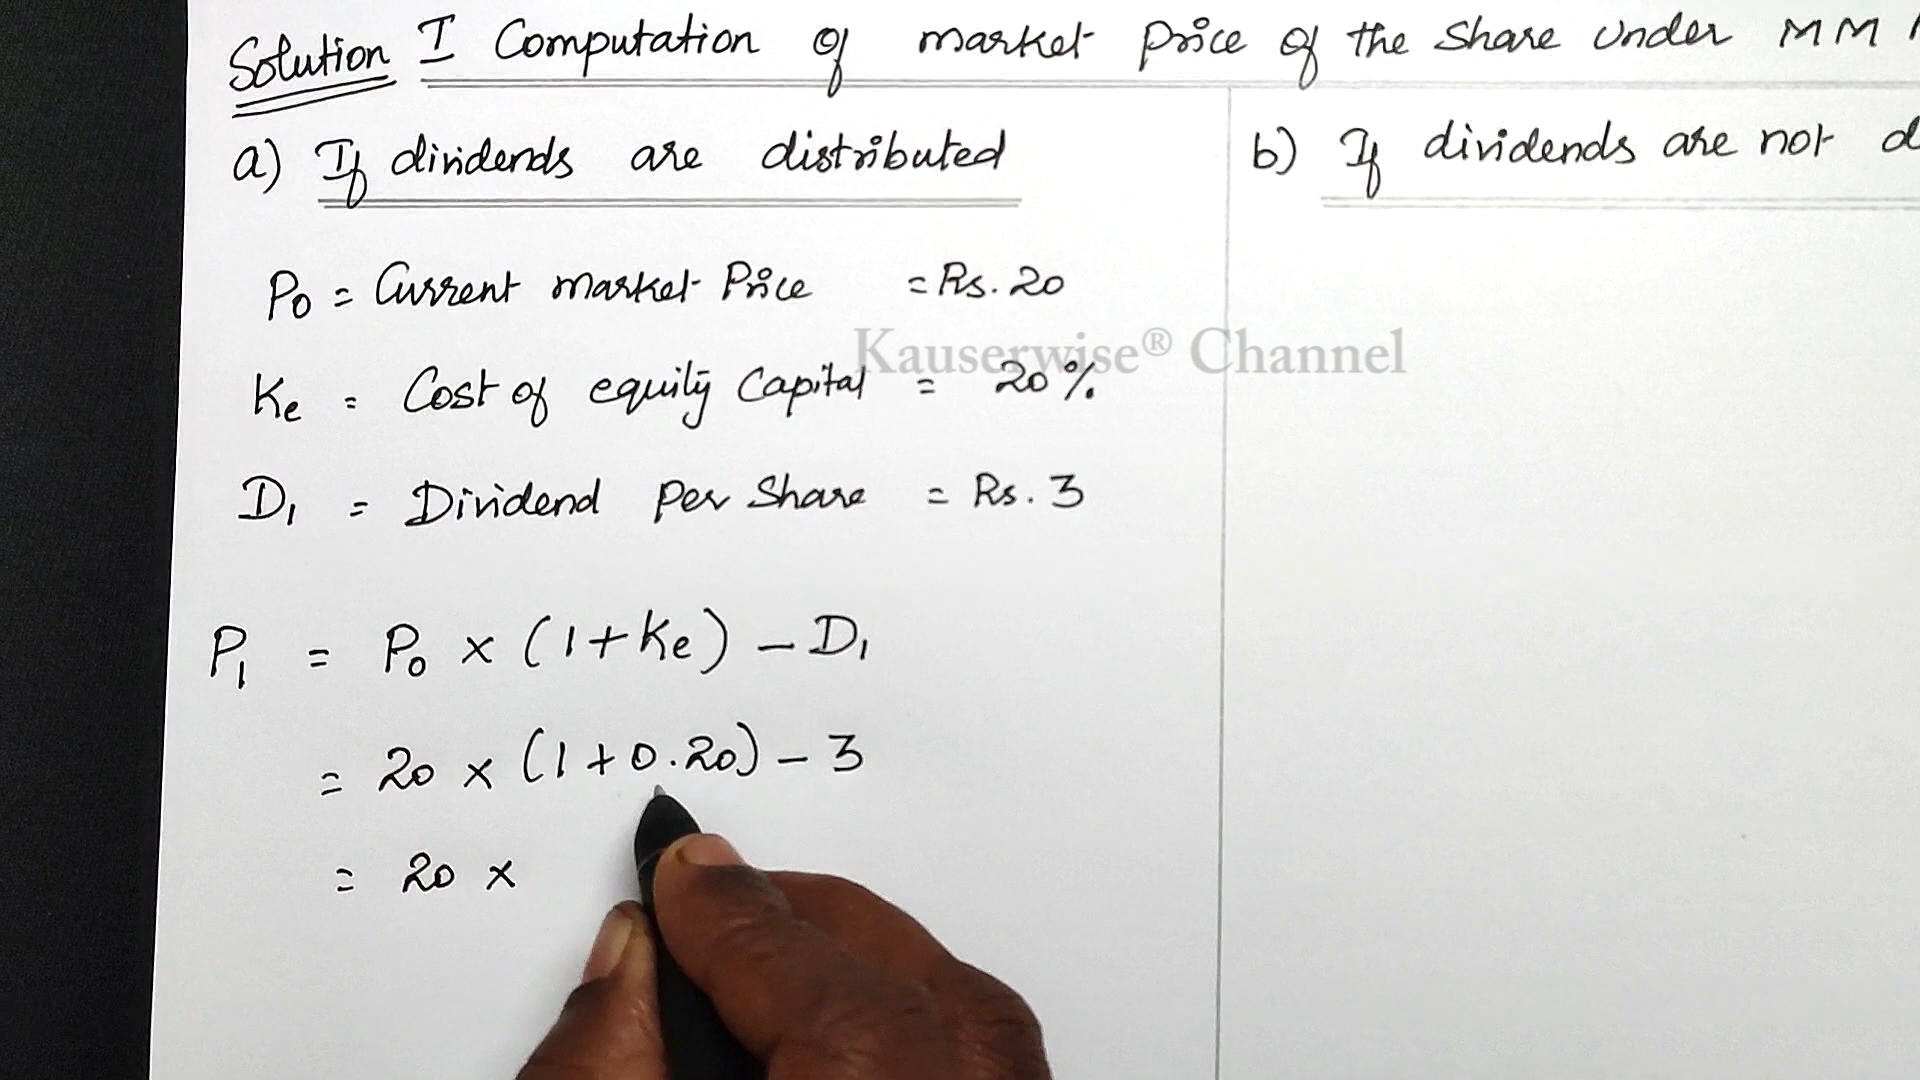 Solution I Computation of market Price of the Share under MM
a) If dividends are distributed
b) If dividends are not
P0 = Current market Price = Rs. 20
Kauserwise® Channel
Ke = Cost of equity Capital = 20%
D1 = Dividend Per Share = Rs. 3
P1 = P0 × (1+Ke) – D1
= 20 × (1+0.20) – 3
= 20 ×